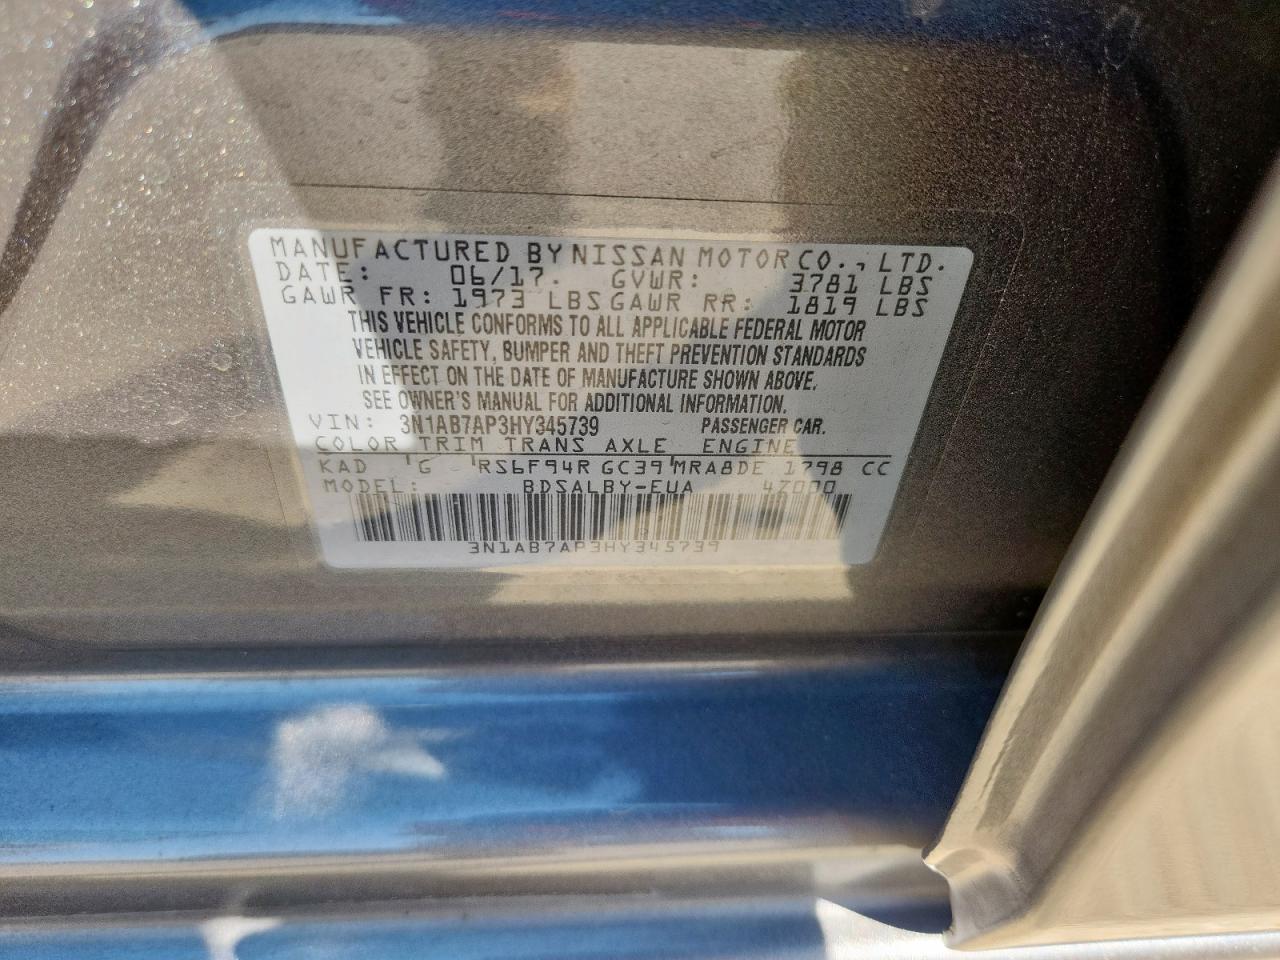 MANUFACTURED BY NISSAN MOTOR CO., LTD.
DATE: 06/17. GVWR: 3781 LBS
GAWR FR: 1973 LBS GAWR RR: 1819 LBS
THIS VEHICLE CONFORMS TO ALL APPLICABLE FEDERAL MOTOR
VEHICLE SAFETY, BUMPER AND THEFT PREVENTION STANDARDS
IN EFFECT ON THE DATE OF MANUFACTURE SHOWN ABOVE.
SEE OWNER'S MANUAL FOR ADDITIONAL INFORMATION.
VIN: 3N1AB7AP3HY345739 PASSENGER CAR.
COLOR TRIM TRANS AXLE ENGINE
KAD G RS6F94R GC39 MRA8DE 1798 CC
MODEL: BDSALBY-EUA 47000
3N1AB7AP3HY345739